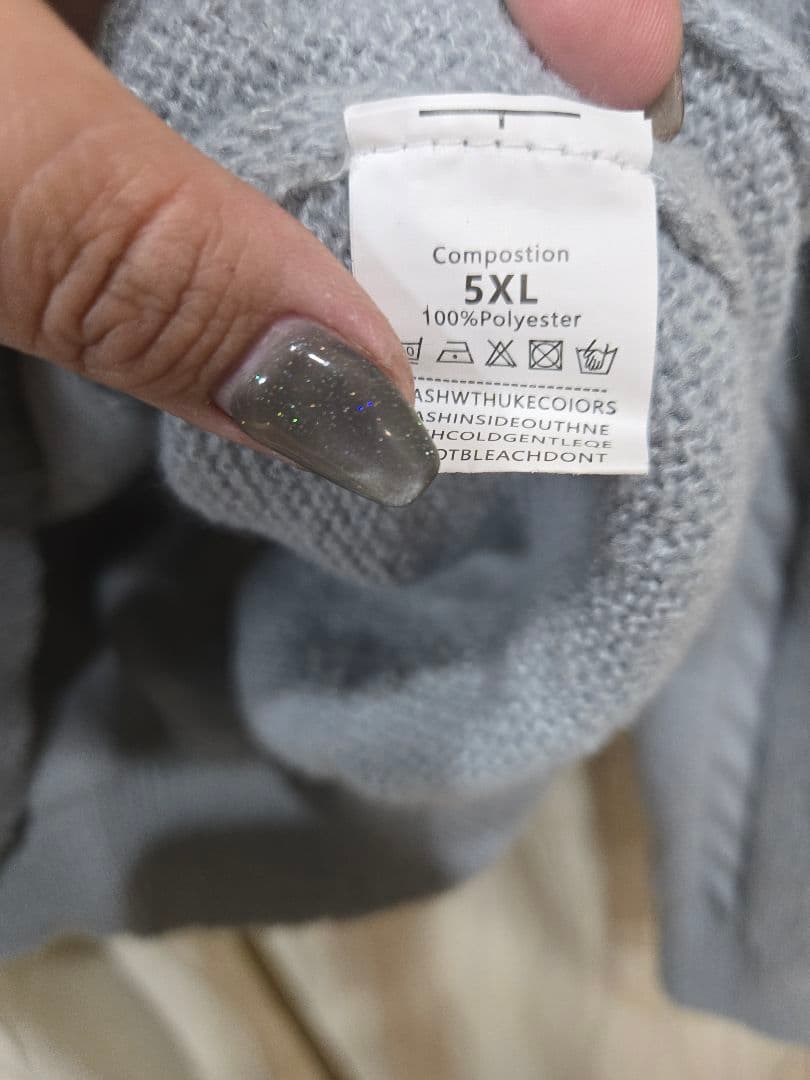 Compostion
5XL
100%Polyester
ASHWTHUKECOIORS
ASHINSIDEOUTHNE
HCOLDGENTLEQE
OTBLEACHDONT